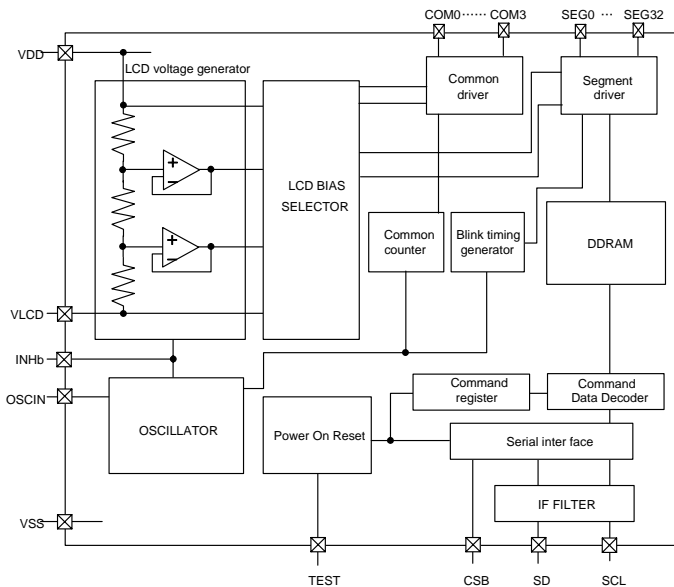 COM0 ······ COM3
SEG0 ··· SEG32
VDD
LCD voltage generator
Common
driver
Segment
driver
+
−
LCD BIAS
SELECTOR
Common
counter
Blink timing
generator
DDRAM
+
−
VLCD
INHb
OSCIN
OSCILLATOR
Command
register
Command
Data Decoder
Power On Reset
Serial inter face
IF FILTER
VSS
TEST
CSB
SD
SCL